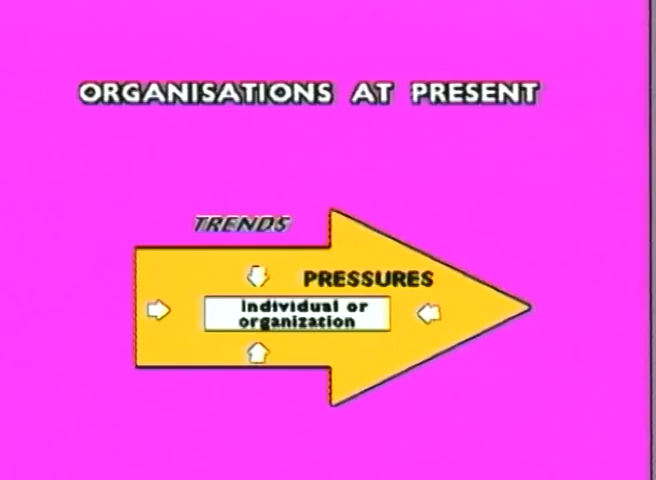 ORGANISATIONS AT PRESENT
TRENDS
PRESSURES
Individual or
organization